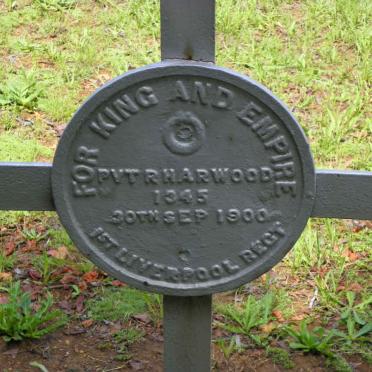 FOR KING AND EMPIRE
PVT R HARWOOD
1345
30TH SEP 1900
1ST LIVERPOOL REGT